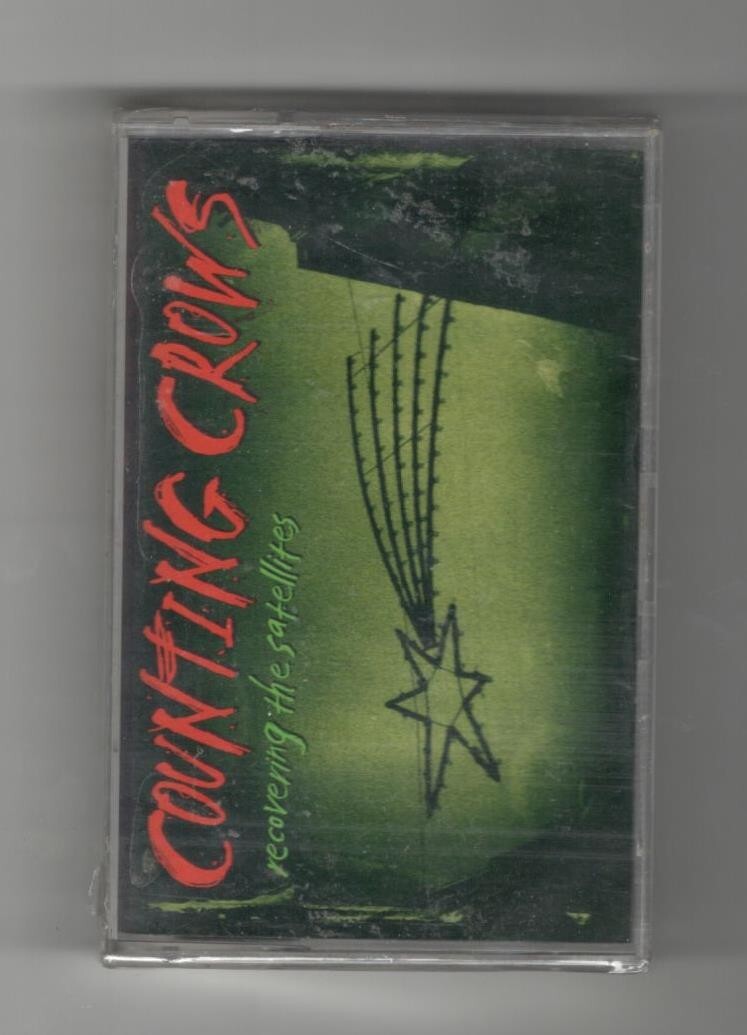 COUNTING CROWS
recovering the satellites